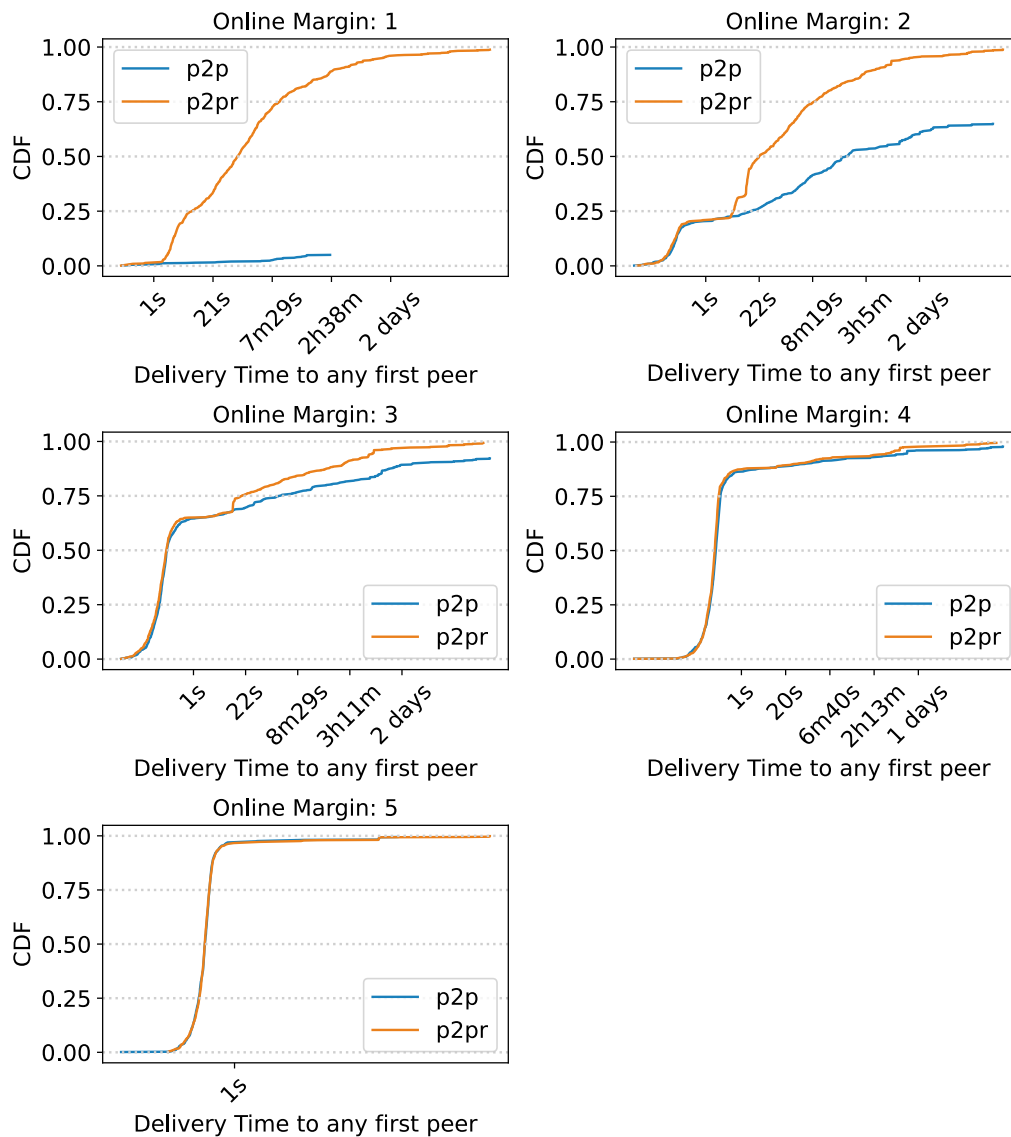 Online Margin: 1
1.00
0.75
0.50
0.25
0.00
CDF
p2p
p2pr
1s
21s
7m29s
2h38m
2 days
Delivery Time to any first peer
Online Margin: 2
1.00
0.75
0.50
0.25
0.00
CDF
p2p
p2pr
1s
22s
8m19s
3h5m
2 days
Delivery Time to any first peer
Online Margin: 3
1.00
0.75
0.50
0.25
0.00
CDF
p2p
p2pr
1s
22s
8m29s
3h11m
2 days
Delivery Time to any first peer
Online Margin: 4
1.00
0.75
0.50
0.25
0.00
CDF
p2p
p2pr
1s
20s
6m40s
2h13m
1 days
Delivery Time to any first peer
Online Margin: 5
1.00
0.75
0.50
0.25
0.00
CDF
p2p
p2pr
1s
Delivery Time to any first peer